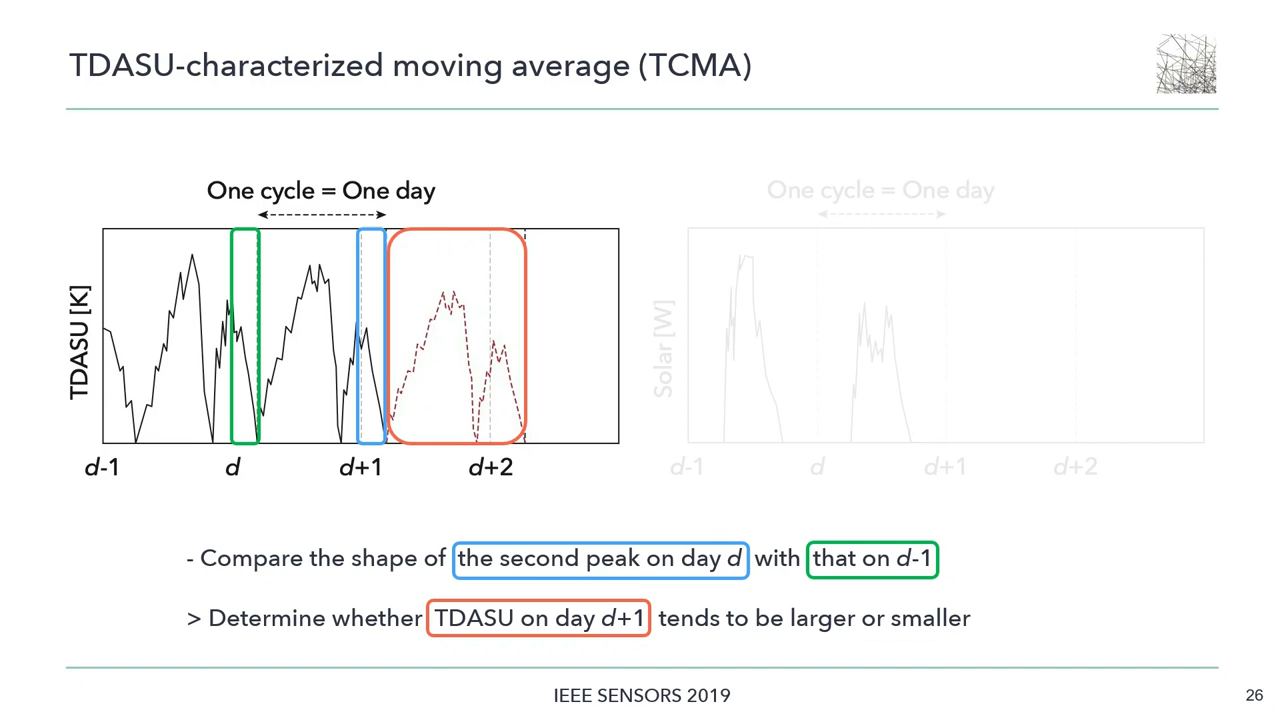 TDASU-characterized moving average (TCMA)
One cycle = One day
TDASU [K]
d-1 d d+1 d+2
One cycle = One day
Solar [W]
d-1 d d+1 d+2
- Compare the shape of the second peak on day d with that on d-1
> Determine whether TDASU on day d+1 tends to be larger or smaller
IEEE SENSORS 2019
26